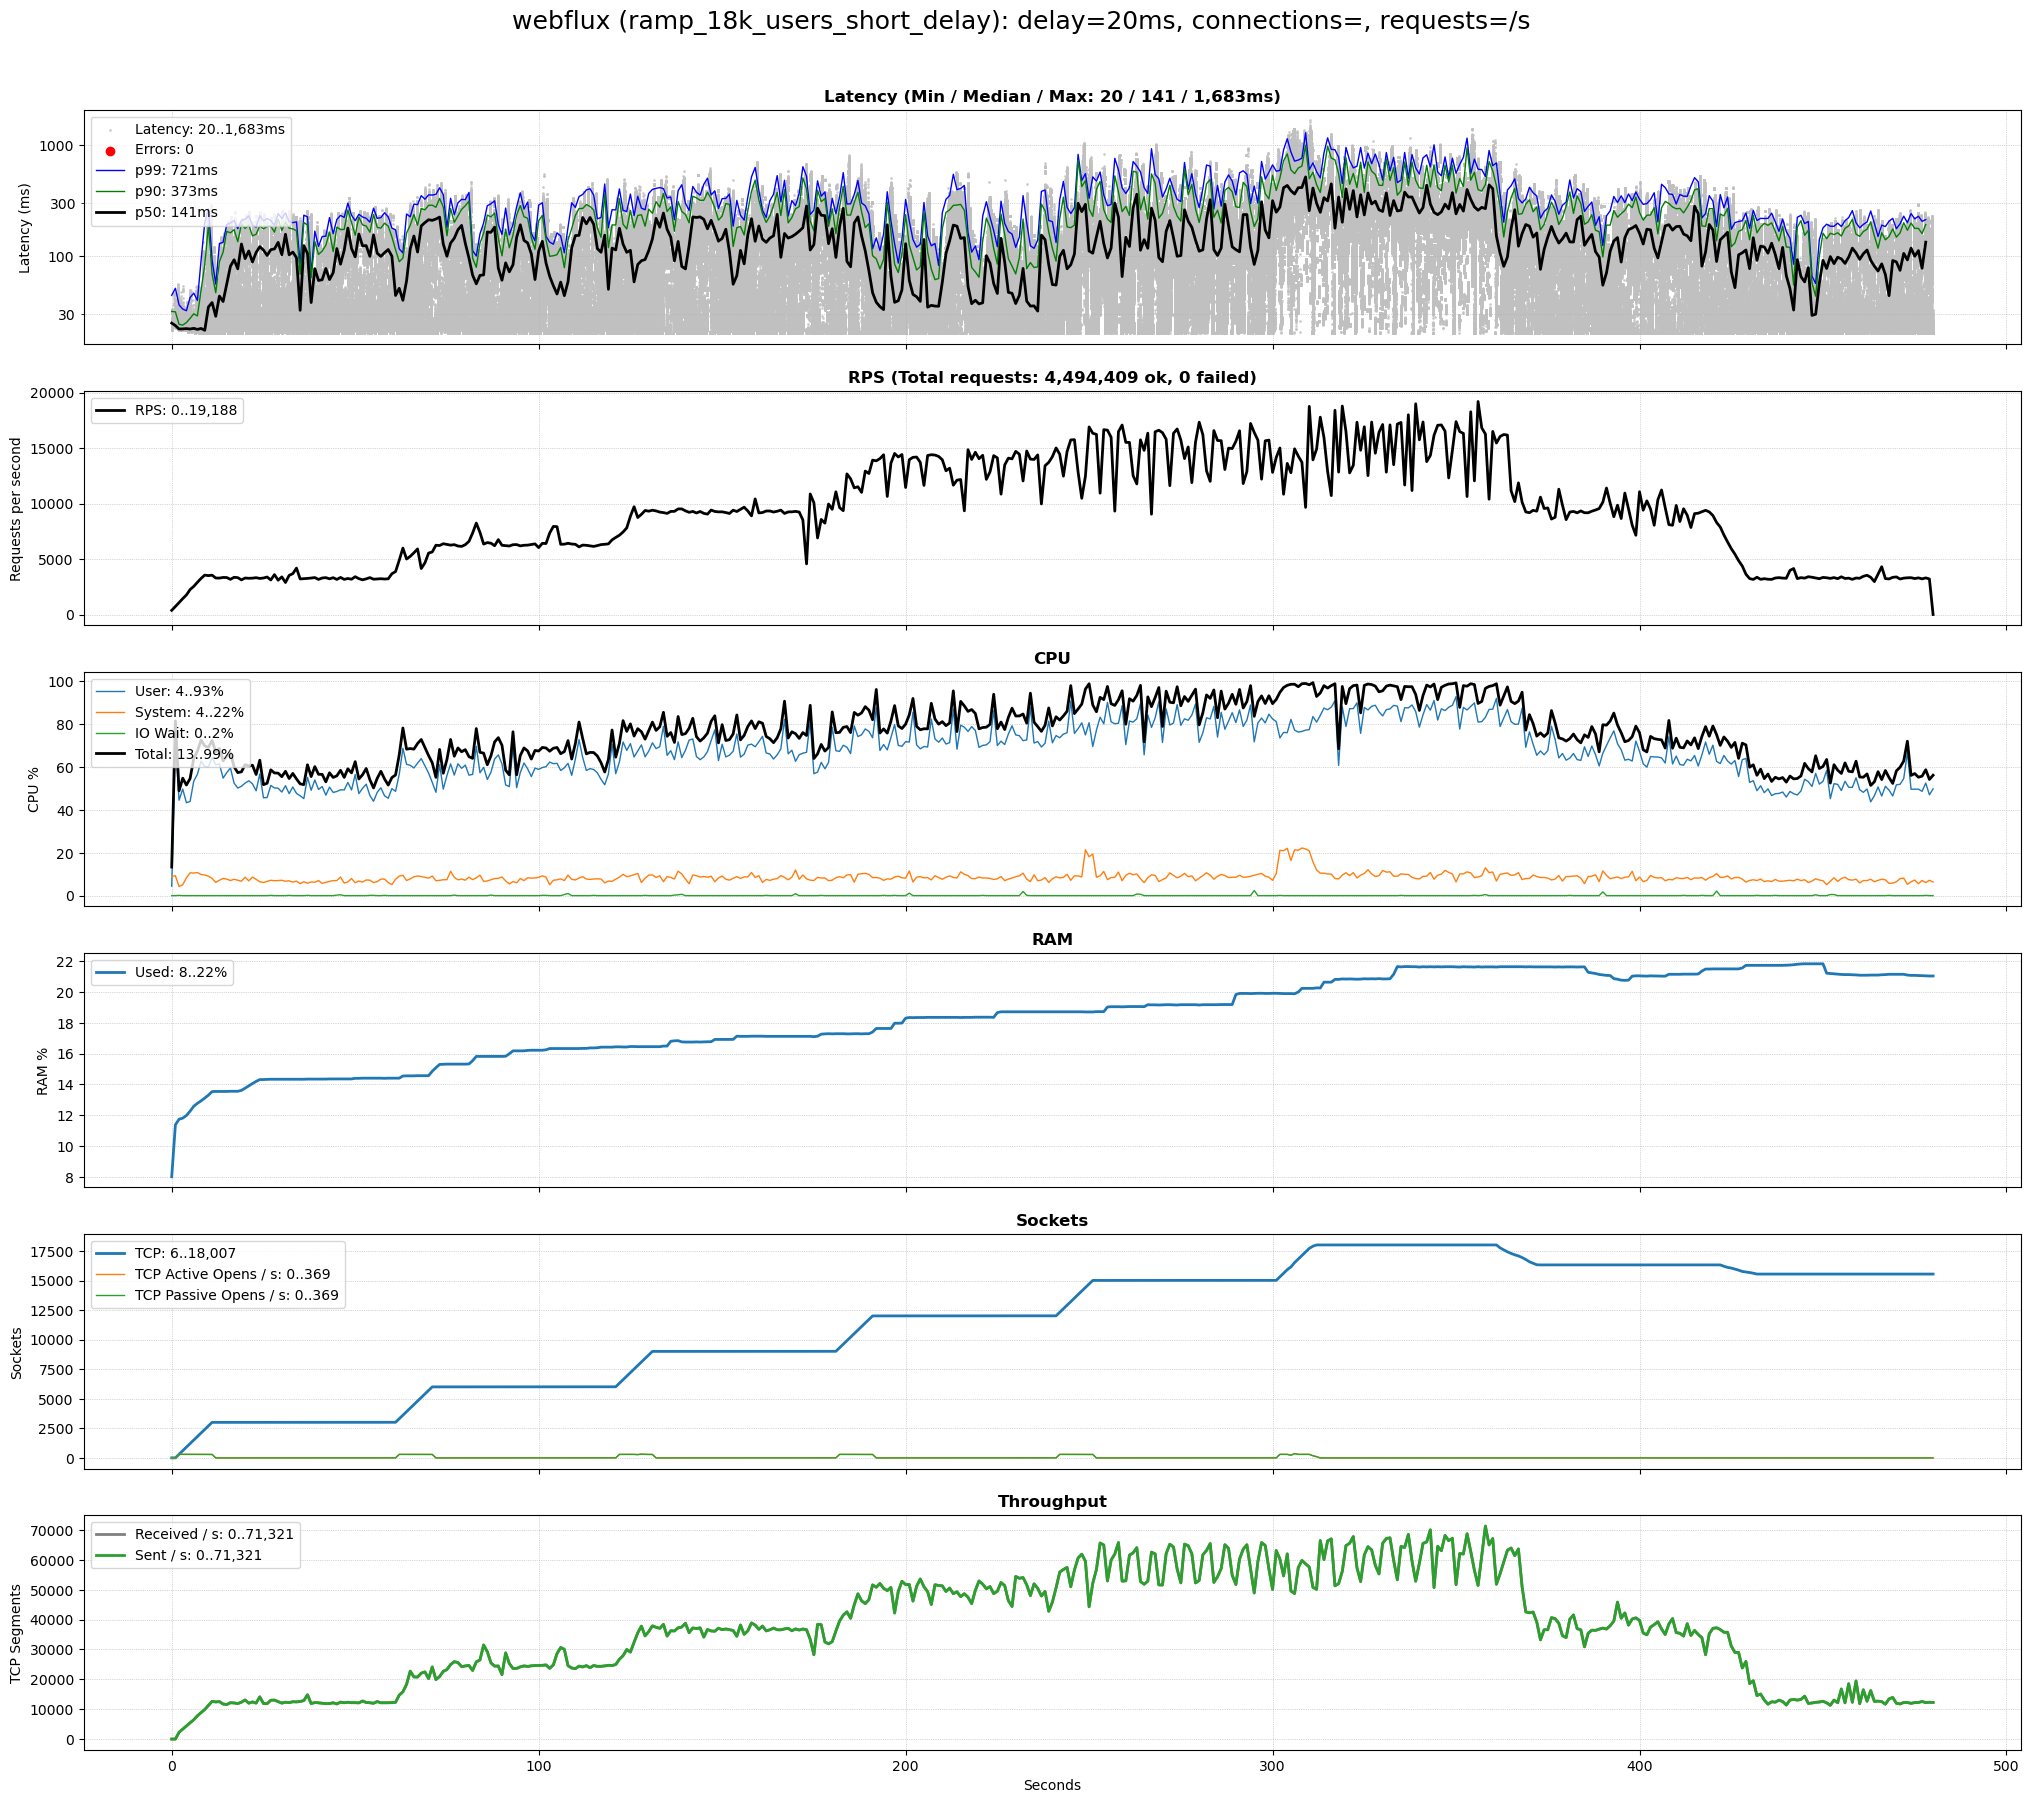 webflux (ramp_18k_users_short_delay): delay=20ms, connections=, requests=/s
Latency (Min / Median / Max: 20 / 141 / 1,683ms)
Latency: 20..1,683ms
Errors: 0
p99: 721ms
p90: 373ms
p50: 141ms
1000
300
100
30
Latency (ms)
RPS (Total requests: 4,494,409 ok, 0 failed)
RPS: 0..19,188
20000
15000
10000
5000
0
Requests per second
CPU
User: 4..93%
System: 4..22%
IO Wait: 0..2%
Total: 13..99%
100
80
60
40
20
0
CPU %
RAM
Used: 8..22%
22
20
18
16
14
12
10
8
RAM %
Sockets
TCP: 6..18,007
TCP Active Opens / s: 0..369
TCP Passive Opens / s: 0..369
17500
15000
12500
10000
7500
5000
2500
0
Sockets
Throughput
Received / s: 0..71,321
Sent / s: 0..71,321
70000
60000
50000
40000
30000
20000
10000
0
TCP Segments
0 100 200 300 400 500
Seconds